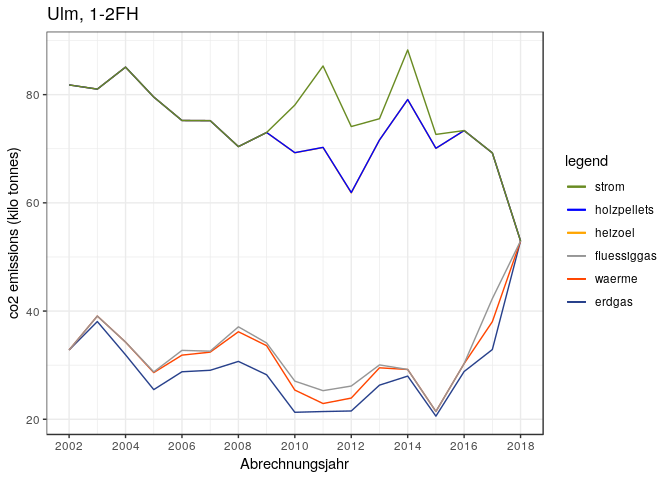 Ulm, 1-2FH
co2 emissions (kilo tonnes)
80
60
40
20
2002 2004 2006 2008 2010 2012 2014 2016 2018
Abrechnungsjahr
legend
strom
holzpellets
heizoel
fluessiggas
waerme
erdgas